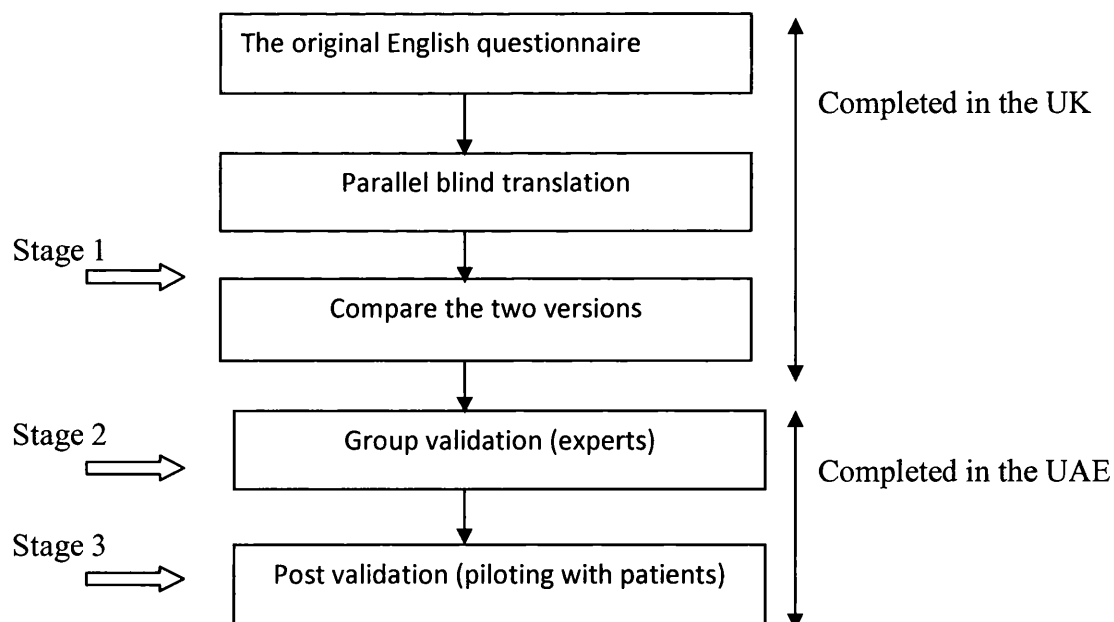 The original English questionnaire
Completed in the UK
Parallel blind translation
Stage 1
Compare the two versions
Stage 2
Group validation (experts)
Completed in the UAE
Stage 3
Post validation (piloting with patients)